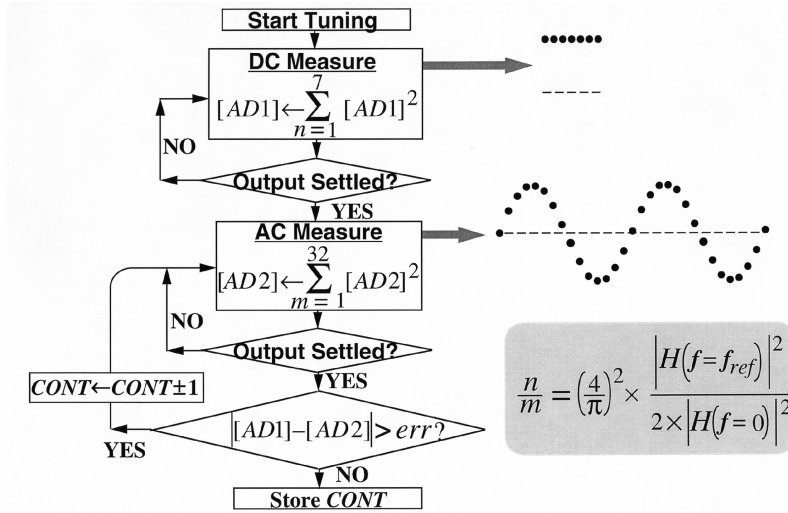 Start Tuning
DC Measure
7
[AD1]←∑ [AD1]²
n = 1
NO
Output Settled?
YES
AC Measure
32
[AD2]←∑ [AD2]²
m = 1
NO
Output Settled?
YES
CONT←CONT±1
|[AD1]–[AD2]|> err?
YES
NO
Store CONT
n/m = (4/π)² × |H(f=f_ref)|² / 2×|H(f=0)|²